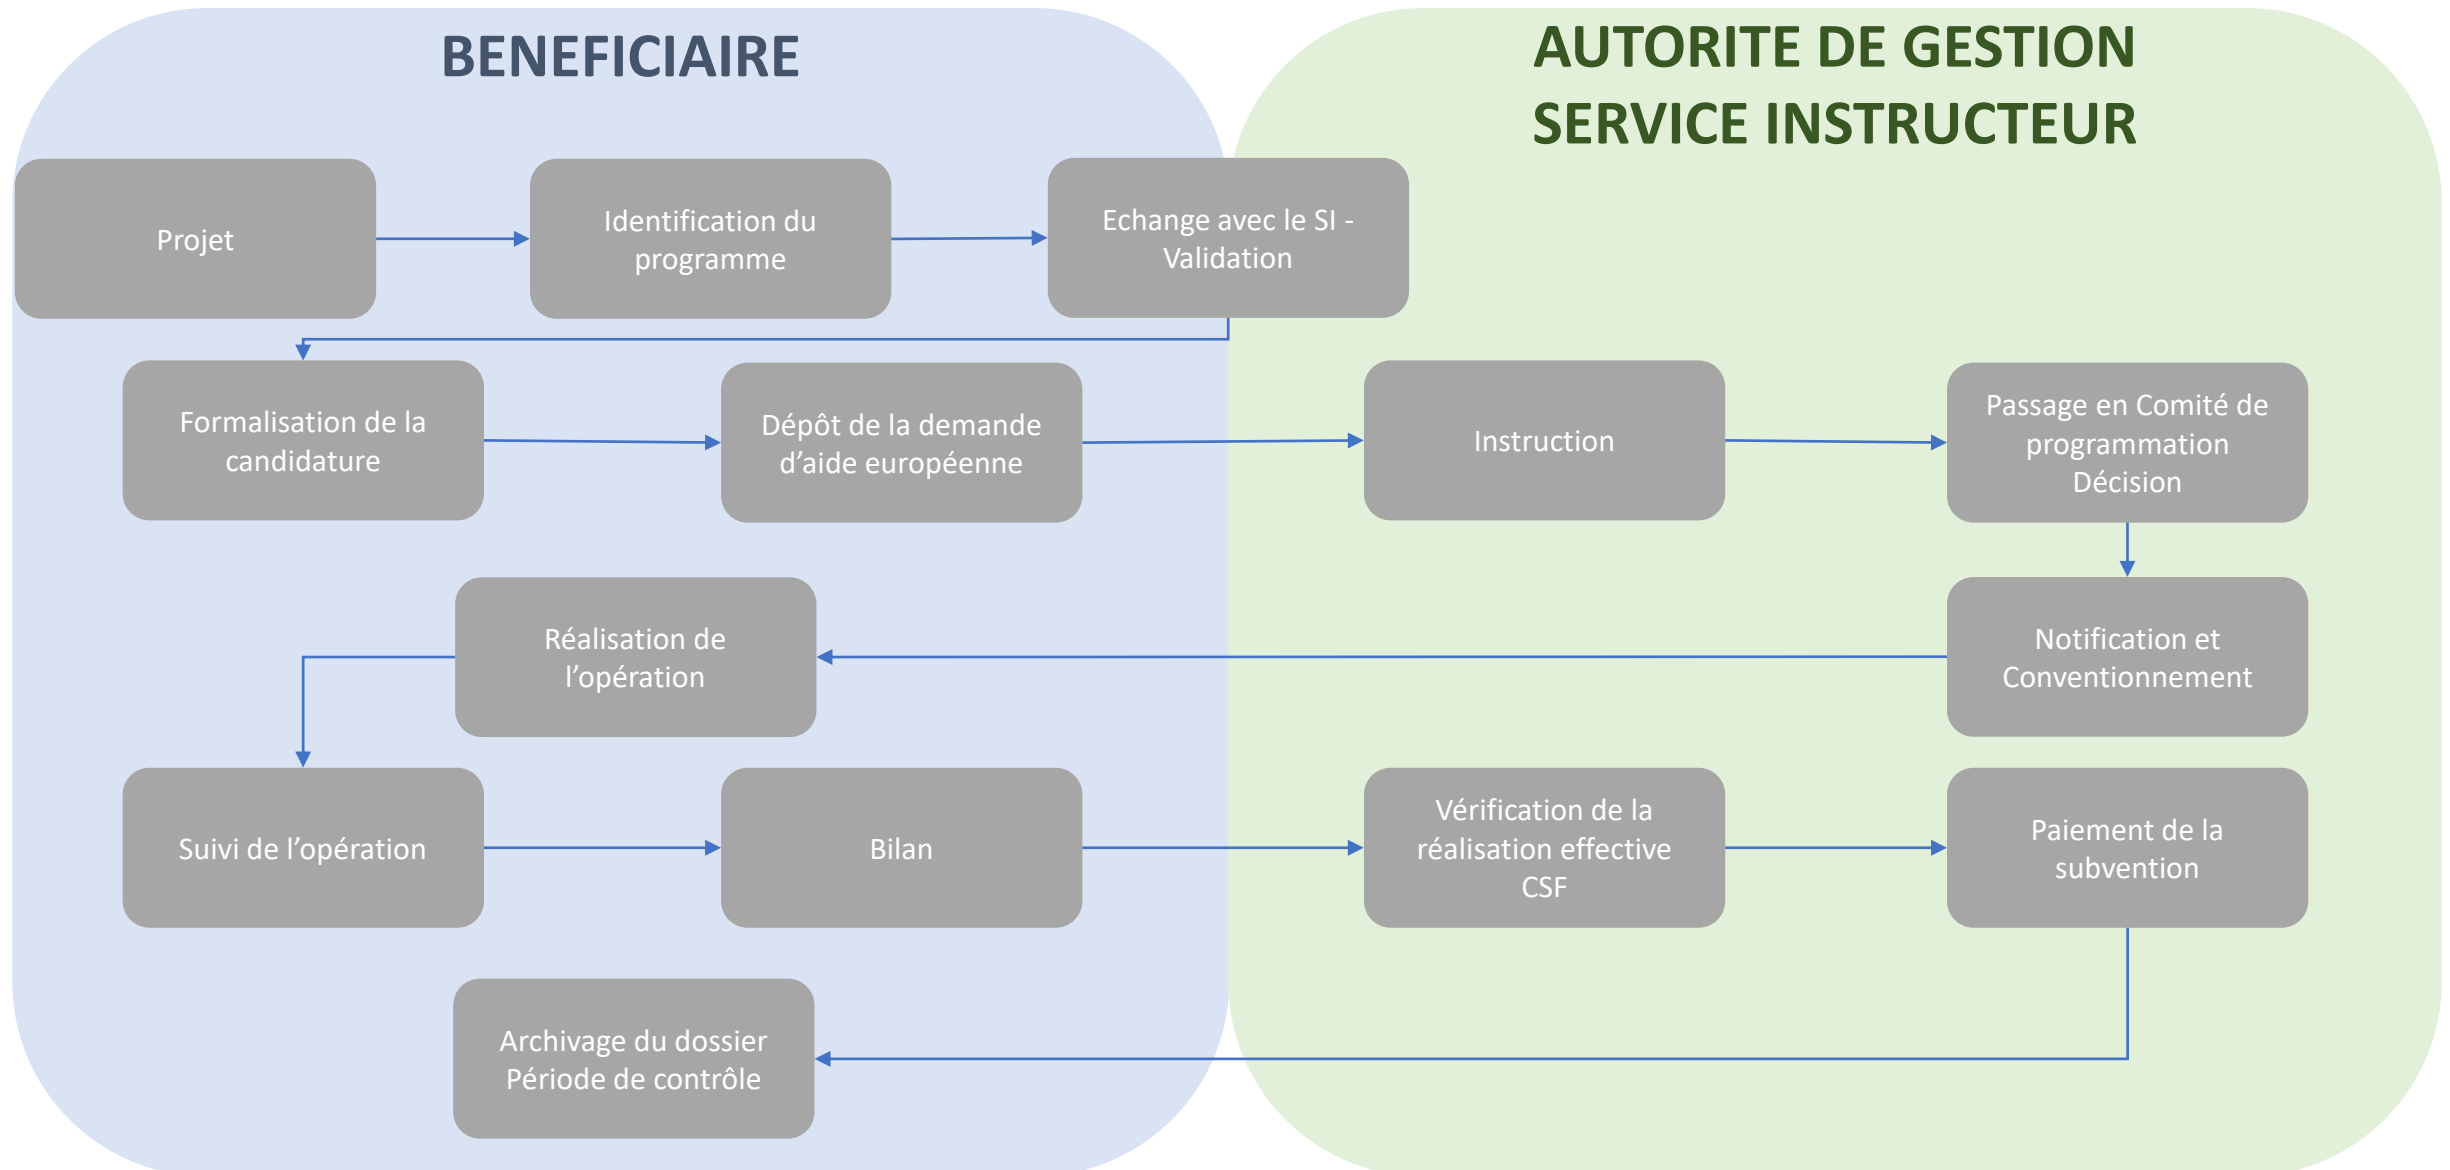 BENEFICIAIRE
AUTORITE DE GESTION
SERVICE INSTRUCTEUR
Projet
Identification du
programme
Echange avec le SI -
Validation
Formalisation de la
candidature
Dépôt de la demande
d’aide européenne
Instruction
Passage en Comité de
programmation
Décision
Réalisation de
l’opération
Notification et
Conventionnement
Suivi de l’opération
Bilan
Vérification de la
réalisation effective
CSF
Paiement de la
subvention
Archivage du dossier
Période de contrôle